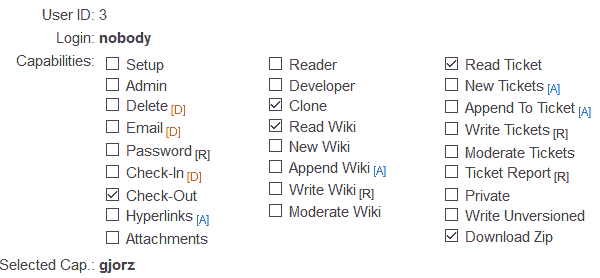 User ID: 3
Login: nobody
Capabilities:
Setup
Admin
Delete [D]
Email [D]
Password [R]
Check-In [D]
Check-Out
Hyperlinks [A]
Attachments
Reader
Developer
Clone
Read Wiki
New Wiki
Append Wiki [A]
Write Wiki [R]
Moderate Wiki
Read Ticket
New Tickets [A]
Append To Ticket [A]
Write Tickets [R]
Moderate Tickets
Ticket Report [R]
Private
Write Unversioned
Download Zip
Selected Cap.: gjorz